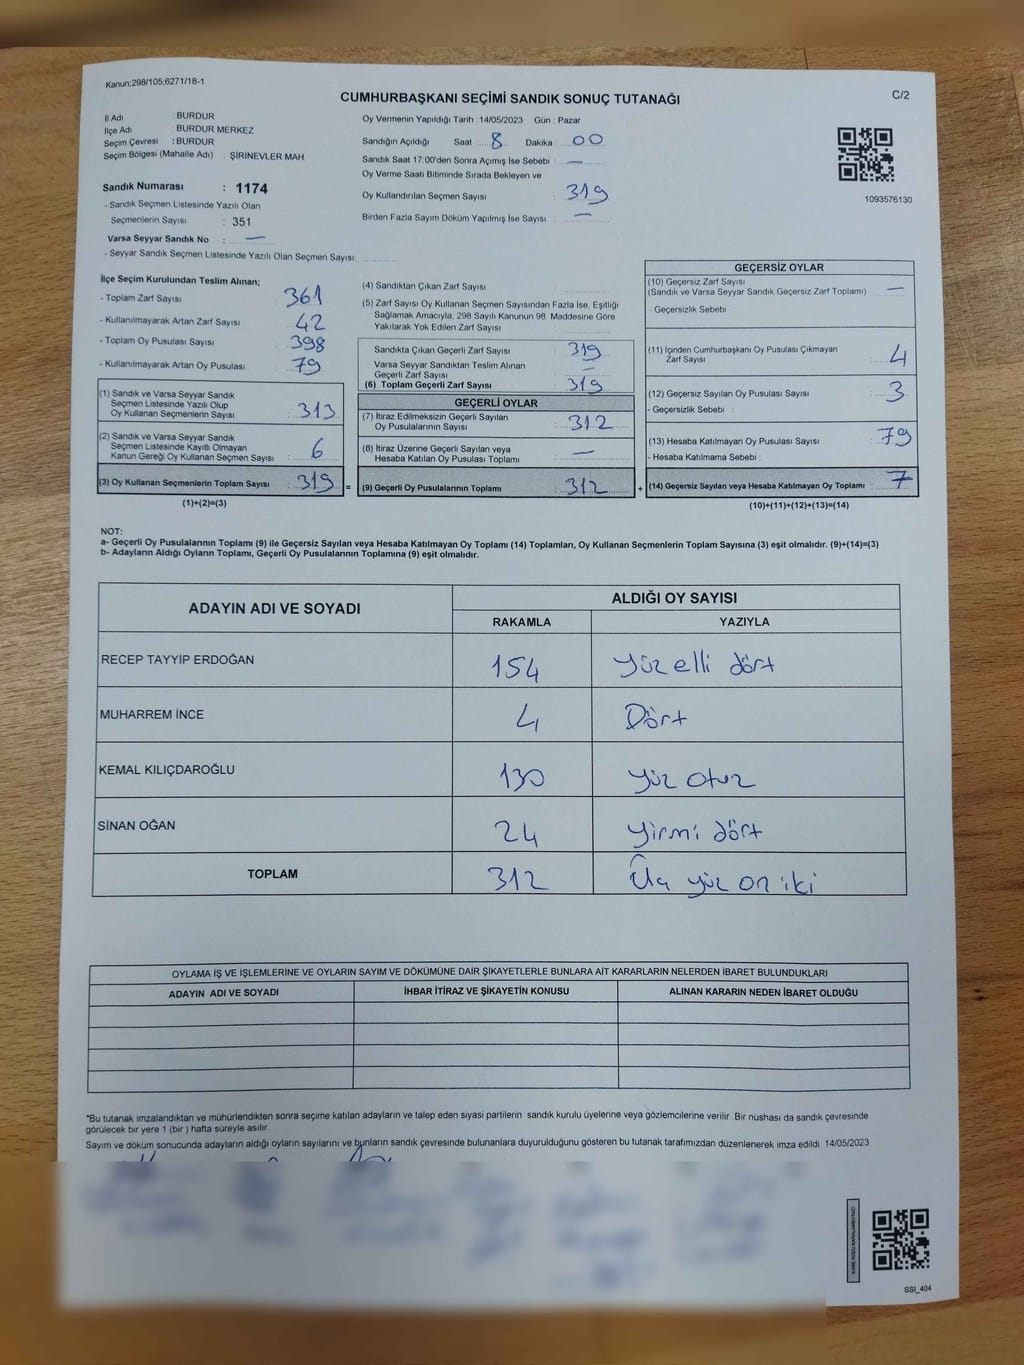 Kanun;298/105;6271/18-1
C/2
CUMHURBAŞKANI SEÇİMİ SANDIK SONUÇ TUTANAĞI
İl Adı : BURDUR
İlçe Adı : BURDUR MERKEZ
Seçim Çevresi : BURDUR
Seçim Bölgesi (Mahalle Adı) : ŞİRİNEVLER MAH.
Sandık Numarası : 1174
- Sandık Seçmen Listesinde Yazılı Olan
Seçmenlerin Sayısı : 351
Varsa Seyyar Sandık No : —
- Seyyar Sandık Seçmen Listesinde Yazılı Olan Seçmen Sayısı:
Oy Vermenin Yapıldığı Tarih : 14/05/2023 Gün : Pazar
Sandığın Açıldığı Saat : 8 Dakika : 00
Sandık Saat 17:00'den Sonra Açımış İse Sebebi : —
Oy Verme Saati Bitiminde Sırada Bekleyen ve
Oy Kullandırılan Seçmen Sayısı : 319
Birden Fazla Sayım Döküm Yapılmış İse Sayısı : —
1093576130
İlçe Seçim Kurulundan Teslim Alınan;
- Toplam Zarf Sayısı : 361
- Kullanılmayarak Artan Zarf Sayısı : 42
- Toplam Oy Pusulası Sayısı : 398
- Kullanılmayarak Artan Oy Pusulası : 79
(1) Sandık ve Varsa Seyyar Sandık
Seçmen Listesinde Yazılı Olup
Oy Kullanan Seçmenlerin Sayısı : 313
(2) Sandık ve Varsa Seyyar Sandık
Seçmen Listesinde Kayıtlı Olmayan
Kanun Gereği Oy Kullanan Seçmen Sayısı : 6
(3) Oy Kullanan Seçmenlerin Toplam Sayısı : 319 =
(1)+(2)=(3)
(4) Sandıktan Çıkan Zarf Sayısı :
(5) Zarf Sayısı Oy Kullanan Seçmen Sayısından Fazla İse, Eşitliği
Sağlamak Amacıyla, 298 Sayılı Kanunun 98. Maddesine Göre
Yakılarak Yok Edilen Zarf Sayısı :
Sandıkta Çıkan Geçerli Zarf Sayısı : 319
Varsa Seyyar Sandıktan Teslim Alınan
Geçerli Zarf Sayısı : —
(6) Toplam Geçerli Zarf Sayısı : 319
GEÇERLİ OYLAR
(7) İtiraz Edilmeksizin Geçerli Sayılan
Oy Pusulalarının Sayısı : 312
(8) İtiraz Üzerine Geçerli Sayılan veya
Hesaba Katılan Oy Pusulası Toplamı : —
(9) Geçerli Oy Pusulalarının Toplamı : 312 +
GEÇERSİZ OYLAR
(10) Geçersiz Zarf Sayısı
(Sandık ve Varsa Seyyar Sandık Geçersiz Zarf Toplamı) : —
- Geçersizlik Sebebi :
(11) İçinden Cumhurbaşkanı Oy Pusulası Çıkmayan
Zarf Sayısı : 4
(12) Geçersiz Sayılan Oy Pusulası Sayısı : 3
- Geçersizlik Sebebi :
(13) Hesaba Katılmayan Oy Pusulası Sayısı : 79
- Hesaba Katılmama Sebebi :
(14) Geçersiz Sayılan veya Hesaba Katılmayan Oy Toplamı : 7
(10)+(11)+(12)+(13)=(14)
NOT:
a- Geçerli Oy Pusulalarının Toplamı (9) ile Geçersiz Sayılan veya Hesaba Katılmayan Oy Toplamı (14) Toplamları, Oy Kullanan Seçmenlerin Toplam Sayısına (3) eşit olmalıdır. (9)+(14)=(3)
b- Adayların Aldığı Oyların Toplamı, Geçerli Oy Pusulalarının Toplamına (9) eşit olmalıdır.
ADAYIN ADI VE SOYADI ALDIĞI OY SAYISI
RAKAMLA YAZIYLA
RECEP TAYYİP ERDOĞAN 154 Yüz elli dört
MUHARREM İNCE 4 Dört
KEMAL KILIÇDAROĞLU 130 Yüz otuz
SİNAN OĞAN 24 Yirmi dört
TOPLAM 312 Üç yüz on iki
OYLAMA İŞ VE İŞLEMLERİNE VE OYLARIN SAYIM VE DÖKÜMÜNE DAİR ŞİKAYETLERLE BUNLARA AİT KARARLARIN NELERDEN İBARET BULUNDUKLARI
ADAYIN ADI VE SOYADI İHBAR İTİRAZ VE ŞİKAYETİN KONUSU ALINAN KARARIN NEDEN İBARET OLDUĞU
*Bu tutanak imzalandıktan ve mühürlendikten sonra seçime katılan adayların ve talep eden siyasi partilerin sandık kurulu üyelerine veya gözlemcilerine verilir. Bir nüshası da sandık çevresinde
görülecek bir yere 1 (bir ) hafta süreyle asılır.
Sayım ve döküm sonucunda adayların aldığı oyların sayılarını ve bunların sandık çevresinde bulunanlara duyurulduğunu gösteren bu tutanak tarafımızdan düzenlenerek imza edildi. 14/05/2023
SSI_404